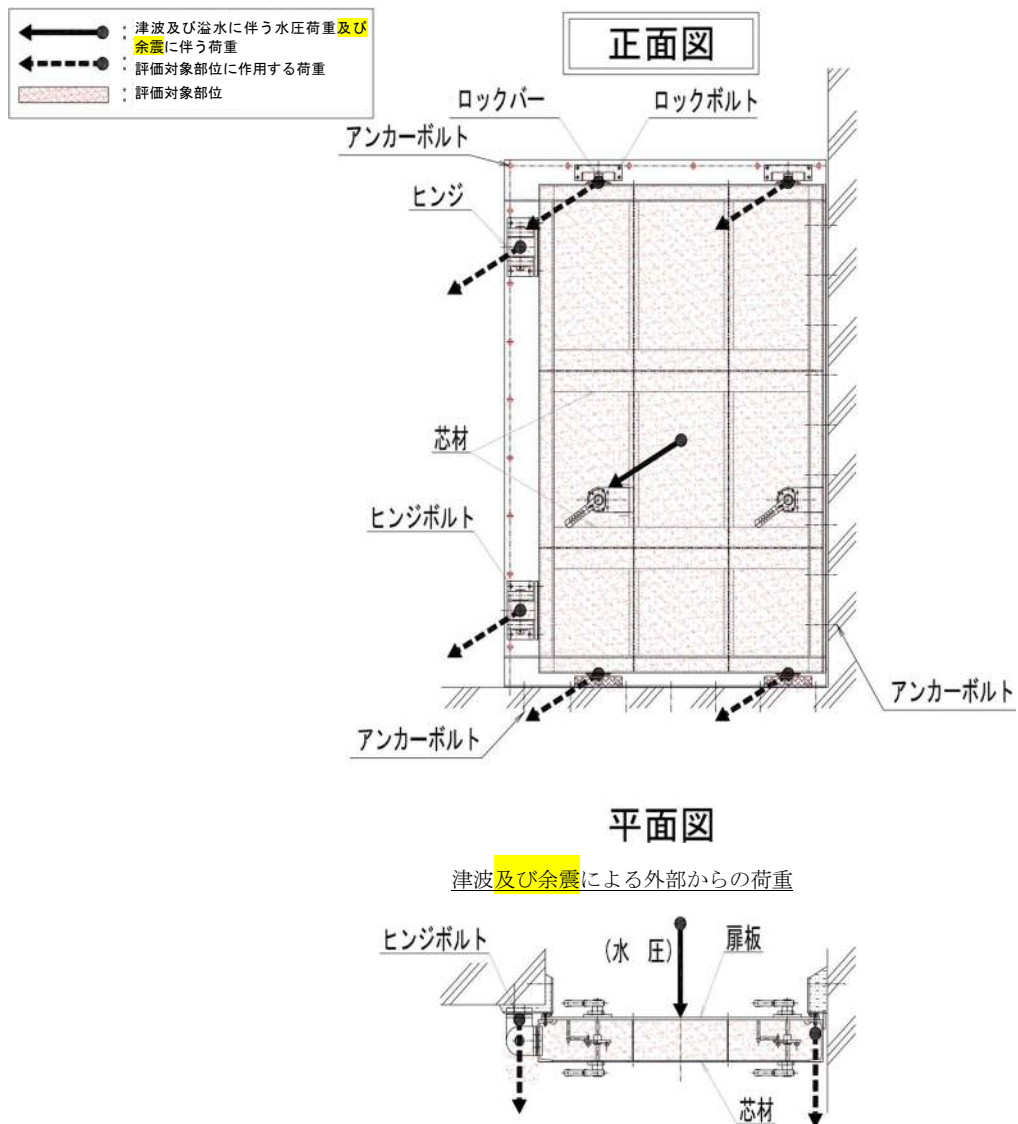 ：津波及び溢水に伴う水圧荷重及び
余震に伴う荷重
：評価対象部位に作用する荷重
：評価対象部位
正面図
ロックバー
ロックボルト
アンカーボルト
ヒンジ
芯材
ヒンジボルト
アンカーボルト
アンカーボルト
平面図
津波及び余震による外部からの荷重
ヒンジボルト
（水 圧）
扉板
芯材